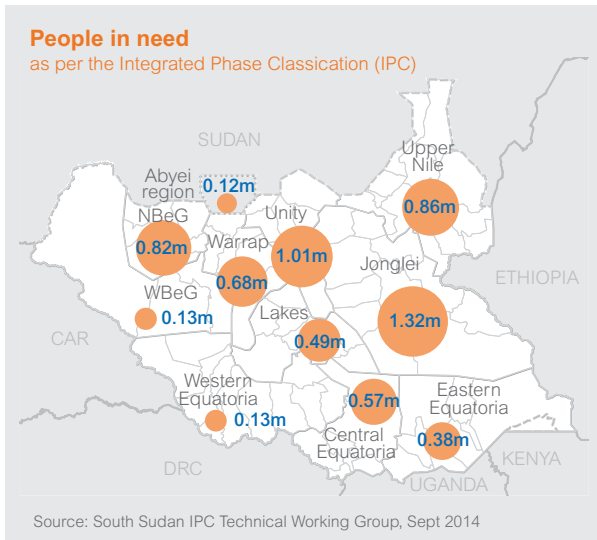 People in need
as per the Integrated Phase Classication (IPC)
SUDAN
Upper
Nile
Abyei
region
0.12m
0.86m
NBeG
Unity
0.82m
Warrap
1.01m
Jonglei
0.68m
ETHIOPIA
WBeG
0.13m
Lakes
1.32m
CAR
0.49m
Western
Equatoria
0.13m
0.57m
Eastern
Equatoria
Central
Equatoria
0.38m
KENYA
DRC
UGANDA
Source: South Sudan IPC Technical Working Group, Sept 2014